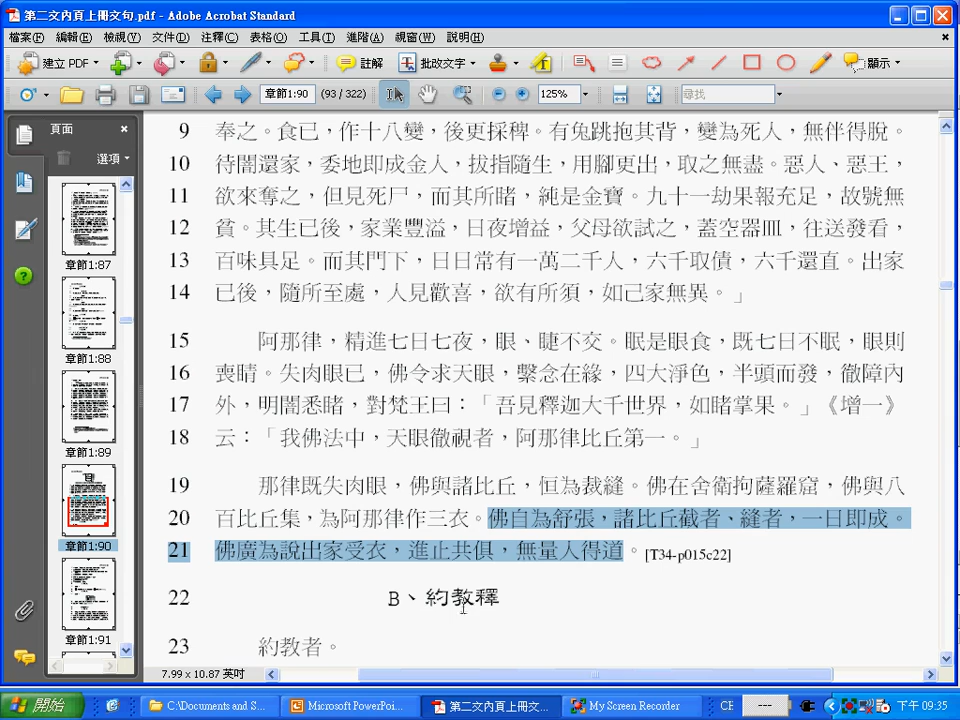 第二文內頁上冊文句.pdf - Adobe Acrobat Standard
檔案(F) 編輯(E) 檢視(V) 文件(D) 注釋(C) 表格(O) 工具(T) 進階(A) 視窗(W) 說明(H)
建立 PDF 註解 批改文字 顯示
章節1:90 (93 / 322) 125% 尋找
頁面
選項
章節1:87
章節1:88
章節1:89
章節1:90
章節1:91
9 奉之。食已，作十八變，後更採稗。有兔跳抱其背，變為死人，無伴得脫。
10 待闇還家，委地即成金人，拔指隨生，用腳更出，取之無盡。惡人、惡王，
11 欲來奪之，但見死尸，而其所睹，純是金寶。九十一劫果報充足，故號無
12 貧。其生已後，家業豐溢，日夜增益，父母欲試之，蓋空器皿，往送發看，
13 百味具足。而其門下，日日常有一萬二千人，六千取債，六千還直。出家
14 已後，隨所至處，人見歡喜，欲有所須，如己家無異。」
15 阿那律，精進七日七夜，眼、睫不交。眠是眼食，既七日不眠，眼則
16 喪睛。失肉眼已，佛令求天眼，繫念在緣，四大淨色，半頭而發，徹障內
17 外，明闇悉睹，對梵王曰：「吾見釋迦大千世界，如睹掌果。」《增一》
18 云：「我佛法中，天眼徹視者，阿那律比丘第一。」
19 那律既失肉眼，佛與諸比丘，恒為裁縫。佛在舍衛拘薩羅窟，佛與八
20 百比丘集，為阿那律作三衣。佛自為舒張，諸比丘截者、縫者，一日即成。
21 佛廣為說出家受衣，進止共俱，無量人得道。[T34-p015c22]
22 B、約教釋
23 約教者。
7.99 x 10.87 英吋
開始 C:\Documents and S... Microsoft PowerPoi... 第二文內頁上冊文... My Screen Recorder CH 下午 09:35